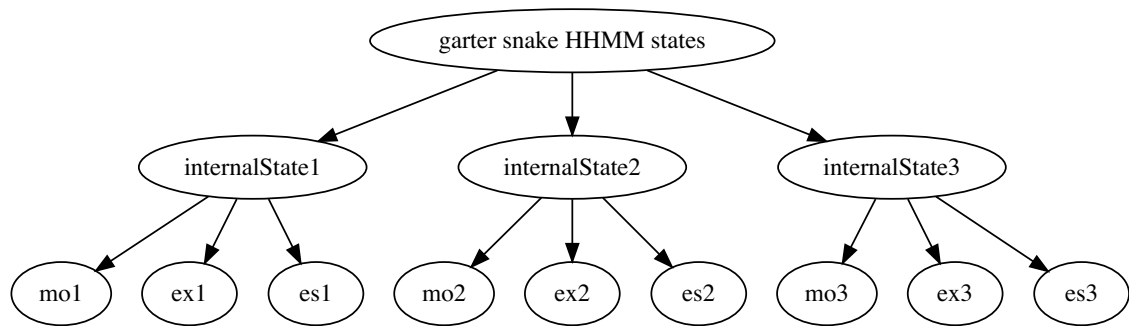 garter snake HHMM states
internalState1 internalState2 internalState3
mo1 ex1 es1 mo2 ex2 es2 mo3 ex3 es3